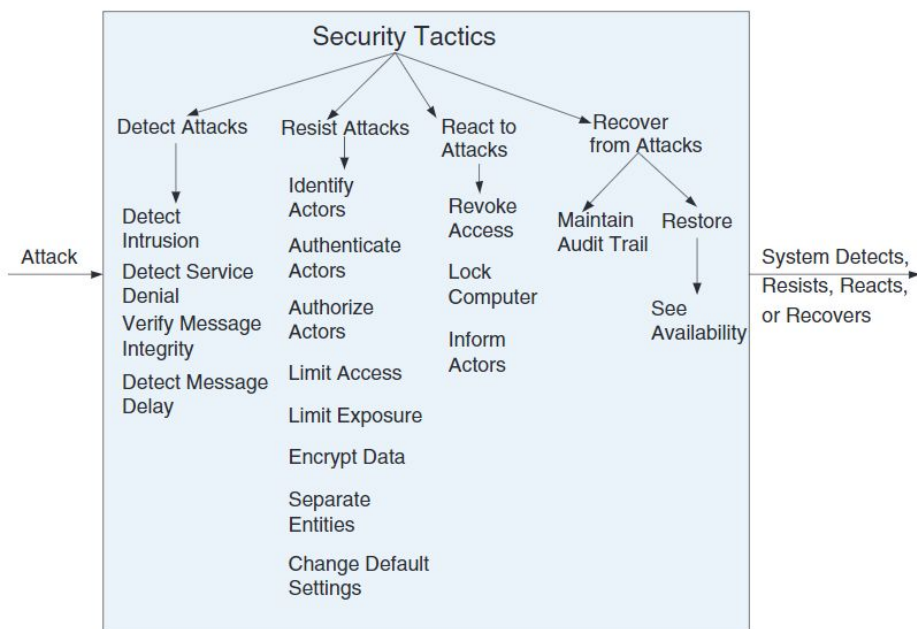 Security Tactics
Detect Attacks
Resist Attacks
React to
Attacks
Recover
from Attacks
Detect
Intrusion
Detect Service
Denial
Verify Message
Integrity
Detect Message
Delay
Identify
Actors
Authenticate
Actors
Authorize
Actors
Limit Access
Limit Exposure
Encrypt Data
Separate
Entities
Change Default
Settings
Revoke
Access
Lock
Computer
Inform
Actors
Maintain
Audit Trail
Restore
See
Availability
Attack
System Detects,
Resists, Reacts,
or Recovers